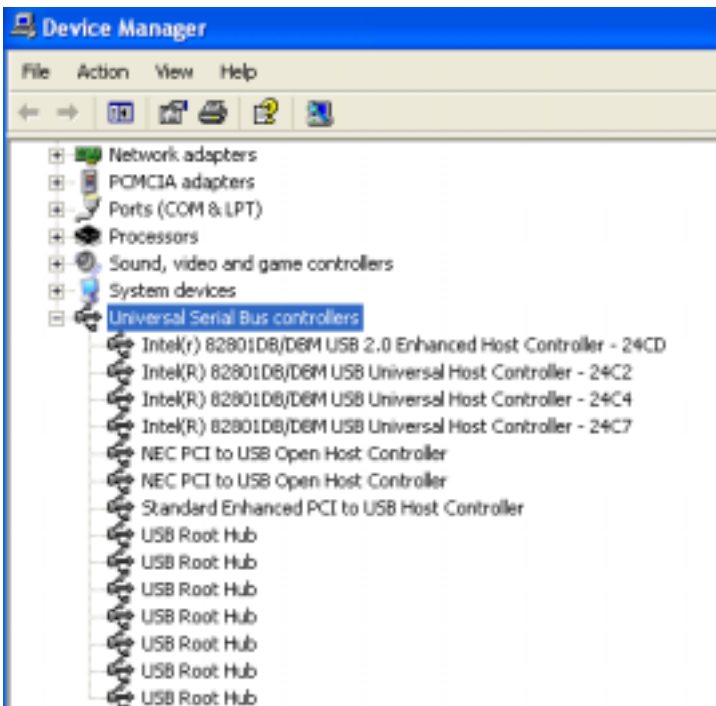 Device Manager
File Action View Help
Network adapters
PCMCIA adapters
Ports (COM & LPT)
Processors
Sound, video and game controllers
System devices
Universal Serial Bus controllers
Intel(r) 82801DB/DBM USB 2.0 Enhanced Host Controller - 24CD
Intel(R) 82801DB/DBM USB Universal Host Controller - 24C2
Intel(R) 82801DB/DBM USB Universal Host Controller - 24C4
Intel(R) 82801DB/DBM USB Universal Host Controller - 24C7
NEC PCI to USB Open Host Controller
NEC PCI to USB Open Host Controller
Standard Enhanced PCI to USB Host Controller
USB Root Hub
USB Root Hub
USB Root Hub
USB Root Hub
USB Root Hub
USB Root Hub
USB Root Hub